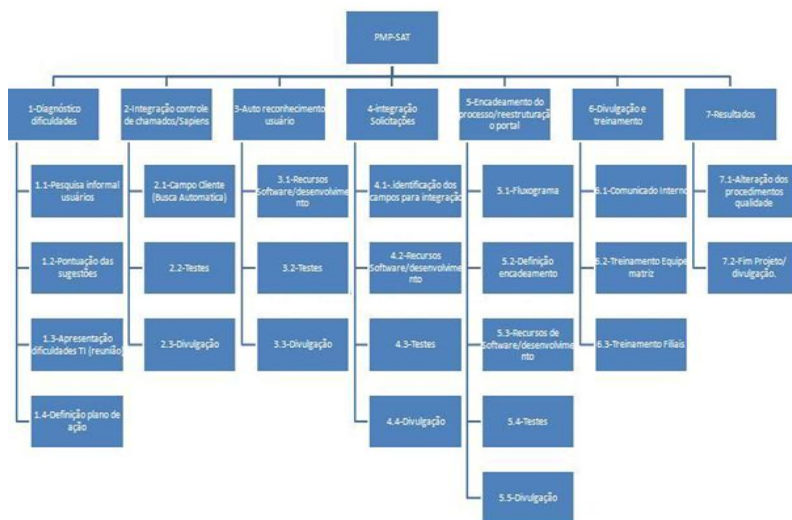 PMP-SAT
1-Diagnóstico
dificuldades
2-Integração controle
de chamados/Sapiens
3-Auto reconhecimento
usuário
4-integração
Solicitações
5-Encadeamento do
processo/reestruturaçã
o portal
6-Divulgação e
treinamento
7-Resultados
1.1-Pesquisa informal
usuários
1.2-Pontuação das
sugestões
1.3-Apresentação
dificuldades TI (reunião)
1.4-Definição plano de
ação
2.1-Campo Cliente
(Busca Automatica)
2.2-Testes
2.3-Divulgação
3.1-Recursos
Software/desenvolvime
nto
3.2-Testes
3.3-Divulgação
4.1-.identificação dos
campos para integração
4.2-Recursos
Software/desenvolvime
nto
4.3-Testes
4.4-Divulgação
5.1-Fluxograma
5.2-Definição
encadeamento
5.3-Recursos de
Software/desenvolvime
nto
5.4-Testes
5.5-Divulgação
6.1-Comunicado Interno
6.2-Treinamento Equipe
matriz
6.3-Treinamento Filiais
7.1-Alteração dos
procedimentos
qualidade
7.2-Fim Projeto/
divulgação.